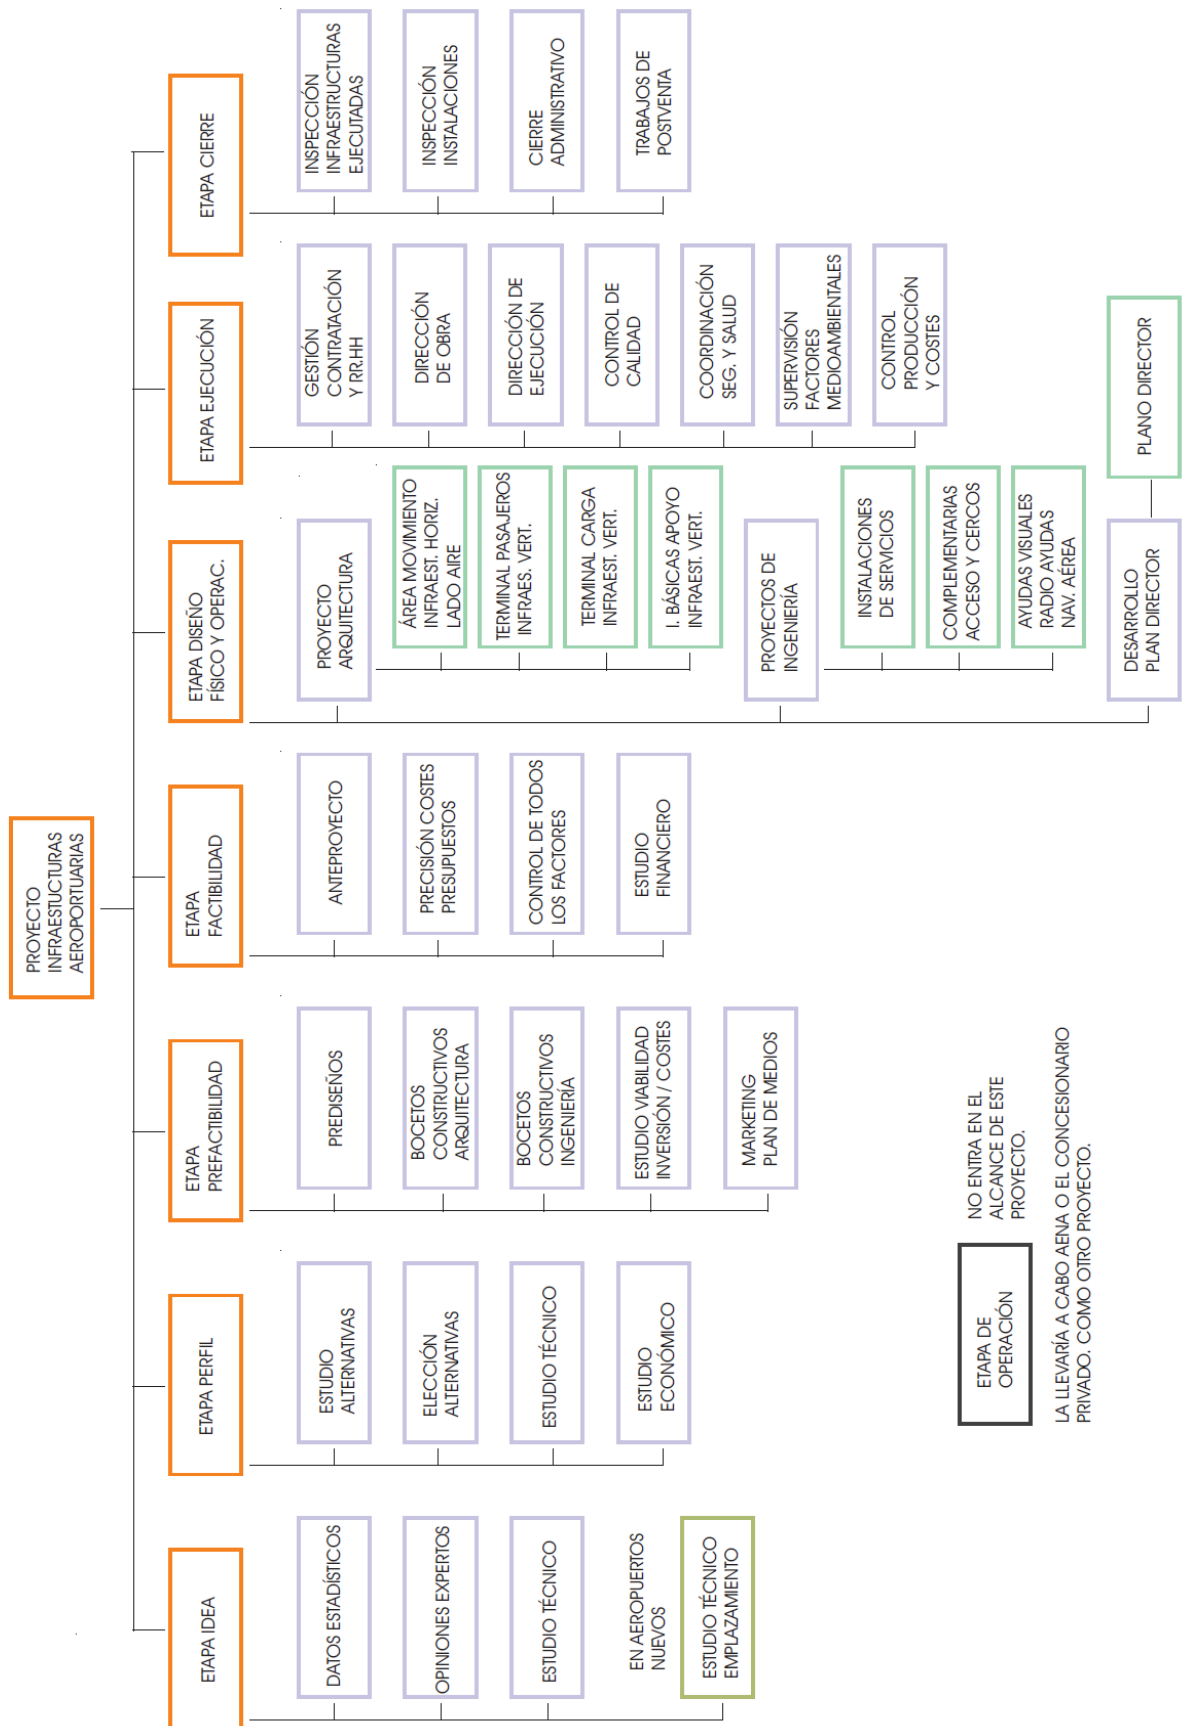 PROYECTO
INFRAESTUCTURAS
AEROPORTUARIAS
ETAPA IDEA
DATOS ESTADÍSTICOS
OPINIONES EXPERTOS
ESTUDIO TÉCNICO
EN AEROPUERTOS
NUEVOS
ESTUDIO TÉCNICO
EMPLAZAMIENTO
ETAPA PERFIL
ESTUDIO
ALTERNATIVAS
ELECCIÓN
ALTERNATIVAS
ESTUDIO TÉCNICO
ESTUDIO
ECONÓMICO
ETAPA
PREFACTIBILIDAD
PREDISEÑOS
BOCETOS
CONSTRUCTIVOS
ARQUITECTURA
BOCETOS
CONSTRUCTIVOS
INGENIERÍA
ESTUDIO VIABILIDAD
INVERSIÓN / COSTES
MARKETING
PLAN DE MEDIOS
ETAPA
FACTIBILIDAD
ANTEPROYECTO
PRECISIÓN COSTES
PRESUPUESTOS
CONTROL DE TODOS
LOS FACTORES
ESTUDIO
FINANCIERO
ETAPA DISEÑO
FÍSICO Y OPERAC.
PROYECTO
ARQUITECTURA
ÁREA MOVIMIENTO
INFRAEST. HORIZ.
LADO AIRE
TERMINAL PASAJEROS
INFRAES. VERT.
TERMINAL CARGA
INFRAEST. VERT.
I. BÁSICAS APOYO
INFRAEST. VERT.
PROYECTOS DE
INGENIERÍA
INSTALACIONES
DE SERVICIOS
COMPLEMENTARIAS
ACCESO Y CERCOS
AYUDAS VISUALES
RADIO AYUDAS
NAV. AÉREA
DESARROLLO
PLAN DIRECTOR
PLANO DIRECTOR
ETAPA EJECUCIÓN
GESTIÓN
CONTRATACIÓN
Y RR.HH
DIRECCIÓN
DE OBRA
DIRECCIÓN DE
EJECUCIÓN
CONTROL DE
CALIDAD
COORDINACIÓN
SEG. Y SALUD
SUPERVISIÓN
FACTORES
MEDIOAMBIENTALES
CONTROL
PRODUCCIÓN
Y COSTES
ETAPA CIERRE
INSPECCIÓN
INFRAESTRUCTURAS
EJECUTADAS
INSPECCIÓN
INSTALACIONES
CIERRE
ADMINISTRATIVO
TRABAJOS DE
POSTVENTA
ETAPA DE
OPERACIÓN
NO ENTRA EN EL
ALCANCE DE ESTE
PROYECTO.
LA LLEVARÍA A CABO AENA O EL CONCESIONARIO
PRIVADO. COMO OTRO PROYECTO.